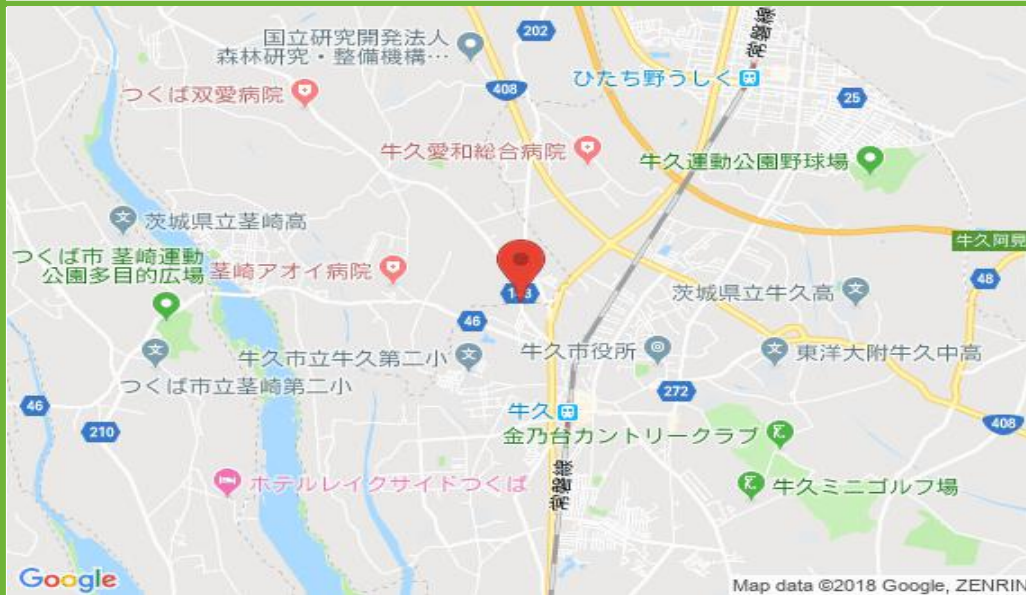 常磐線
国立研究開発法人
森林研究・整備機構…
202
ひたち野うしく
つくば双愛病院
408
25
牛久愛和総合病院
牛久運動公園野球場
茨城県立茎崎高
つくば市 茎崎運動
公園多目的広場
茎崎アオイ病院
牛久阿見
48
茨城県立牛久高
46
牛久市立牛久第二小
牛久市役所
東洋大附牛久中高
つくば市立茎崎第二小
272
46
牛久
210
408
金乃台カントリークラブ
常磐線
ホテルレイクサイドつくば
牛久ミニゴルフ場
Google
Map data ©2018 Google, ZENRIN